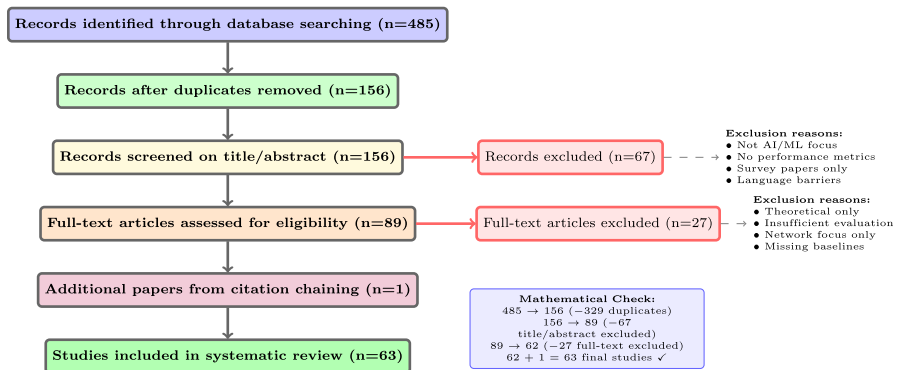 Records identified through database searching (n=485)
Records after duplicates removed (n=156)
Records screened on title/abstract (n=156)
Records excluded (n=67)
Exclusion reasons:
• Not AI/ML focus
• No performance metrics
• Survey papers only
• Language barriers
Full-text articles assessed for eligibility (n=89)
Full-text articles excluded (n=27)
Exclusion reasons:
• Theoretical only
• Insufficient evaluation
• Network focus only
• Missing baselines
Additional papers from citation chaining (n=1)
Mathematical Check:
485 → 156 (−329 duplicates)
156 → 89 (−67
title/abstract excluded)
89 → 62 (−27 full-text excluded)
62 + 1 = 63 final studies ✓
Studies included in systematic review (n=63)